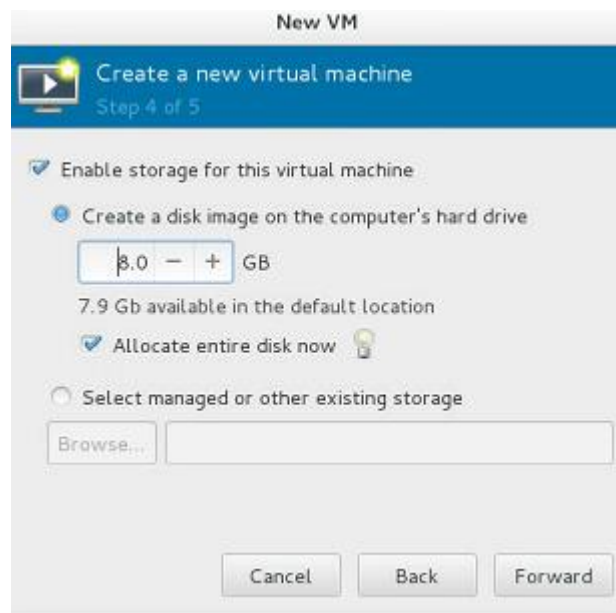 New VM
Create a new virtual machine
Step 4 of 5
Enable storage for this virtual machine
Create a disk image on the computer's hard drive
8.0 − + GB
7.9 Gb available in the default location
Allocate entire disk now
Select managed or other existing storage
Browse...
Cancel Back Forward